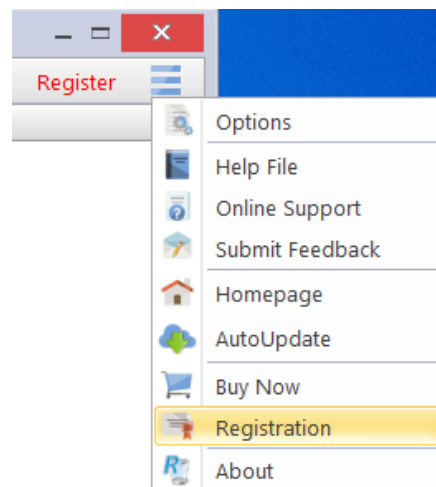 Register
Options
Help File
Online Support
Submit Feedback
Homepage
AutoUpdate
Buy Now
Registration
About